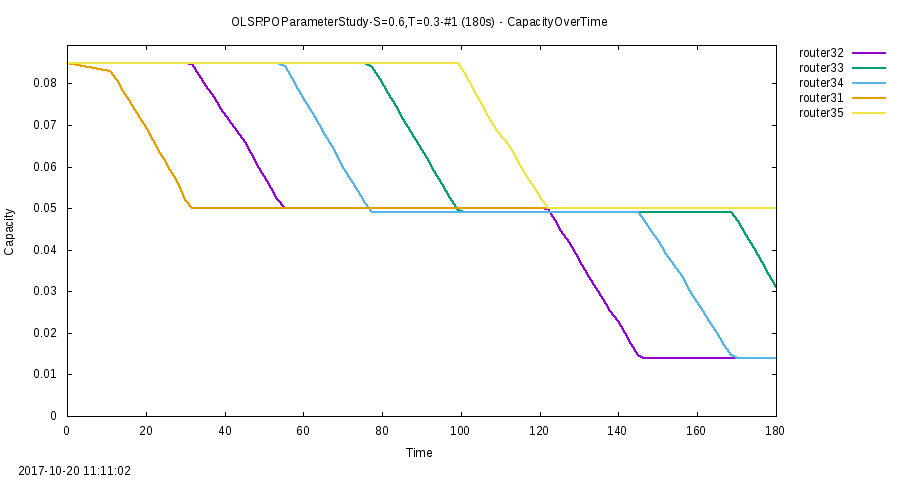 OLSRPOParameterStudy-S=0.6,T=0.3-#1 (180s) - CapacityOverTime
router32
router33
router34
router31
router35
0.08
0.07
0.06
0.05
0.04
0.03
0.02
0.01
0
Capacity
0 20 40 60 80 100 120 140 160 180
Time
2017-10-20 11:11:02